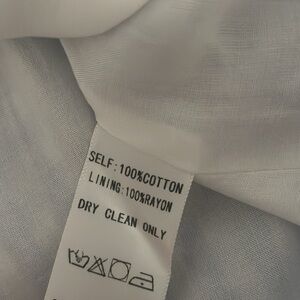 SELF:100%COTTON
LINING:100%RAYON
DRY CLEAN ONLY